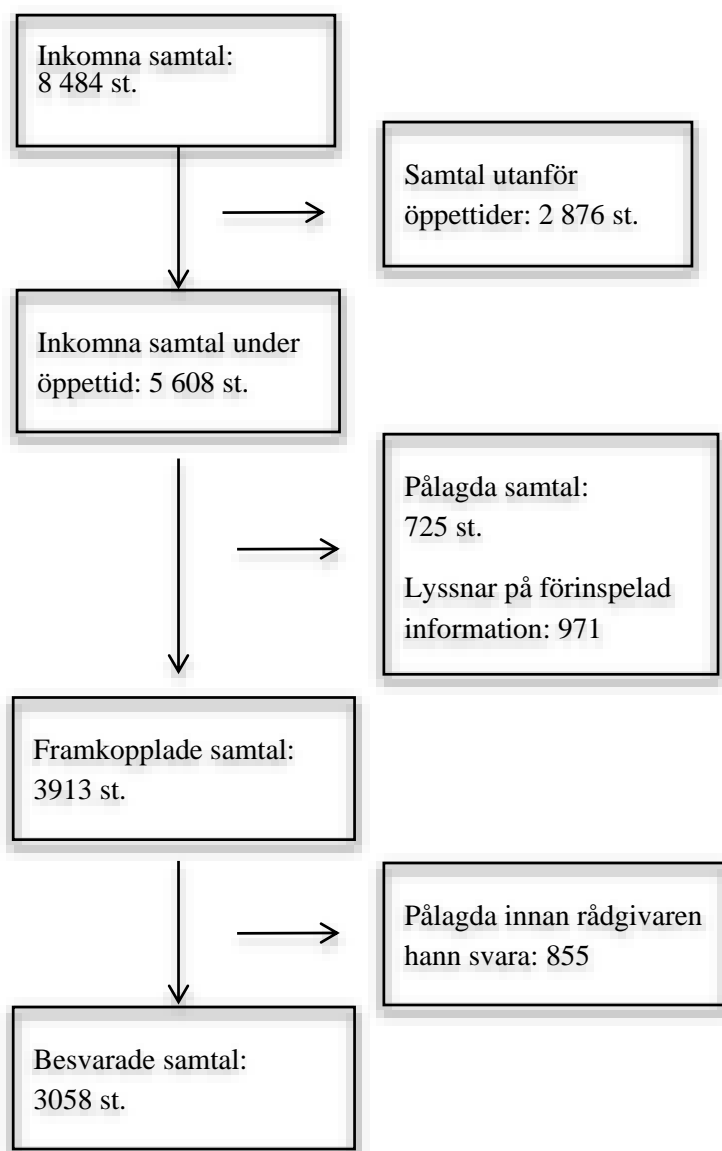 Inkomna samtal:
8 484 st.
Samtal utanför
öppettider: 2 876 st.
Inkomna samtal under
öppettid: 5 608 st.
Pålagda samtal:
725 st.
Lyssnar på förinspelad
information: 971
Framkopplade samtal:
3913 st.
Pålagda innan rådgivaren
hann svara: 855
Besvarade samtal:
3058 st.